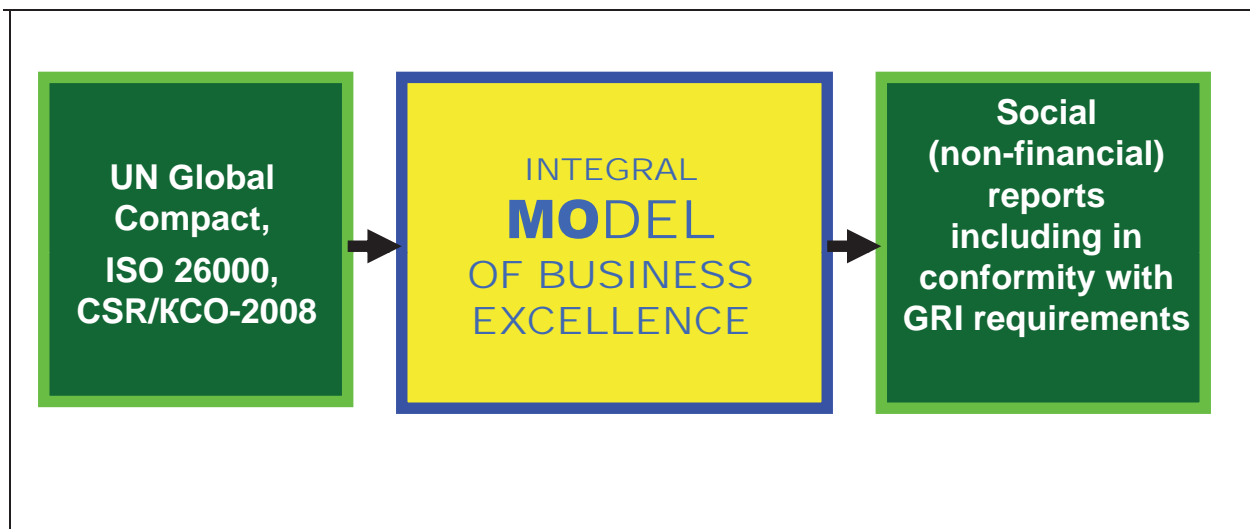 UN Global
Compact,
ISO 26000,
CSR/КСО-2008
INTEGRAL
MODEL
OF BUSINESS
EXCELLENCE
Social
(non-financial)
reports
including in
conformity with
GRI requirements